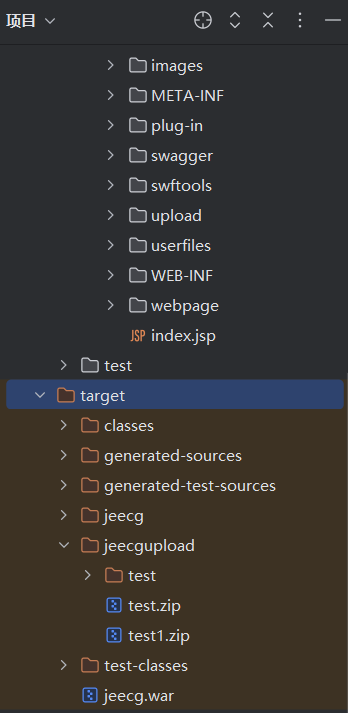 项目
images
META-INF
plug-in
swagger
swftools
upload
userfiles
WEB-INF
webpage
JSP index.jsp
test
target
classes
generated-sources
generated-test-sources
jeecg
jeecgupload
test
test.zip
test1.zip
test-classes
jeecg.war